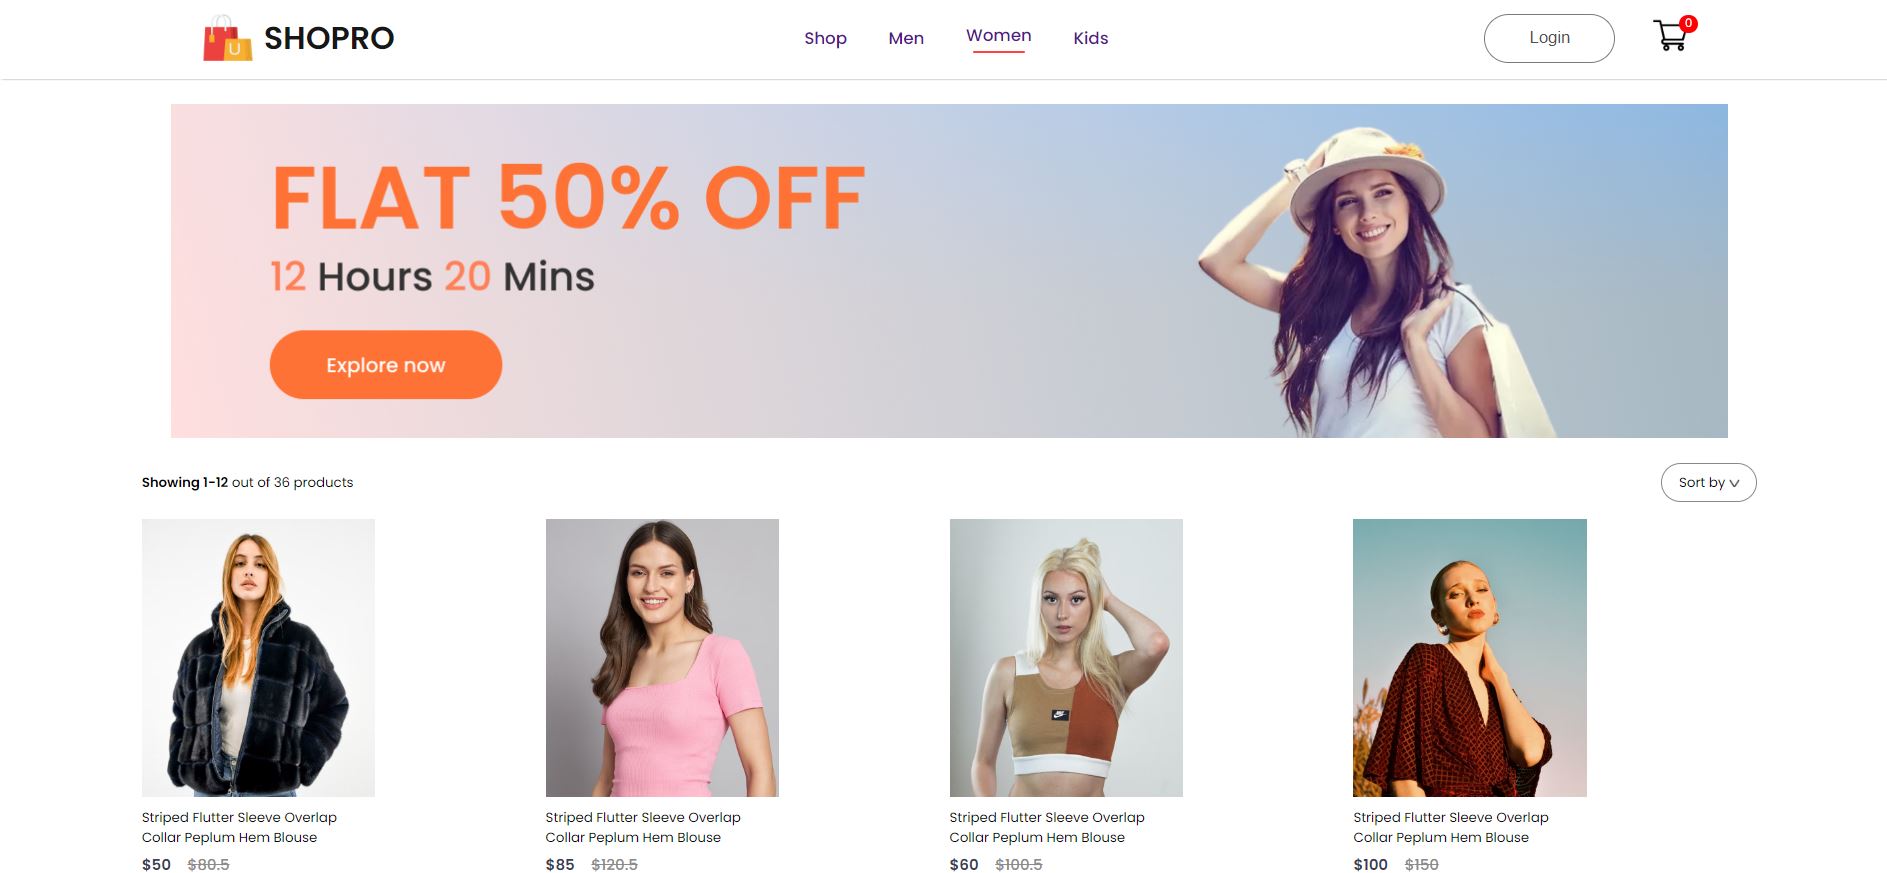 U SHOPRO
Shop Men Women Kids
Login
0
FLAT 50% OFF
12 Hours 20 Mins
Explore now
Showing 1-12 out of 36 products
Sort by
Striped Flutter Sleeve Overlap
Collar Peplum Hem Blouse
$50 $80.5
Striped Flutter Sleeve Overlap
Collar Peplum Hem Blouse
$85 $120.5
Striped Flutter Sleeve Overlap
Collar Peplum Hem Blouse
$60 $100.5
Striped Flutter Sleeve Overlap
Collar Peplum Hem Blouse
$100 $150